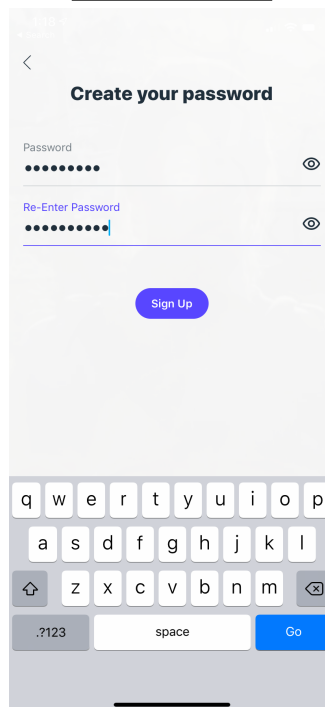 Create your password
Password
•••••••••
Re-Enter Password
••••••••••
Sign Up
q w e r t y u i o p
a s d f g h j k l
z x c v b n m
.?123 space Go